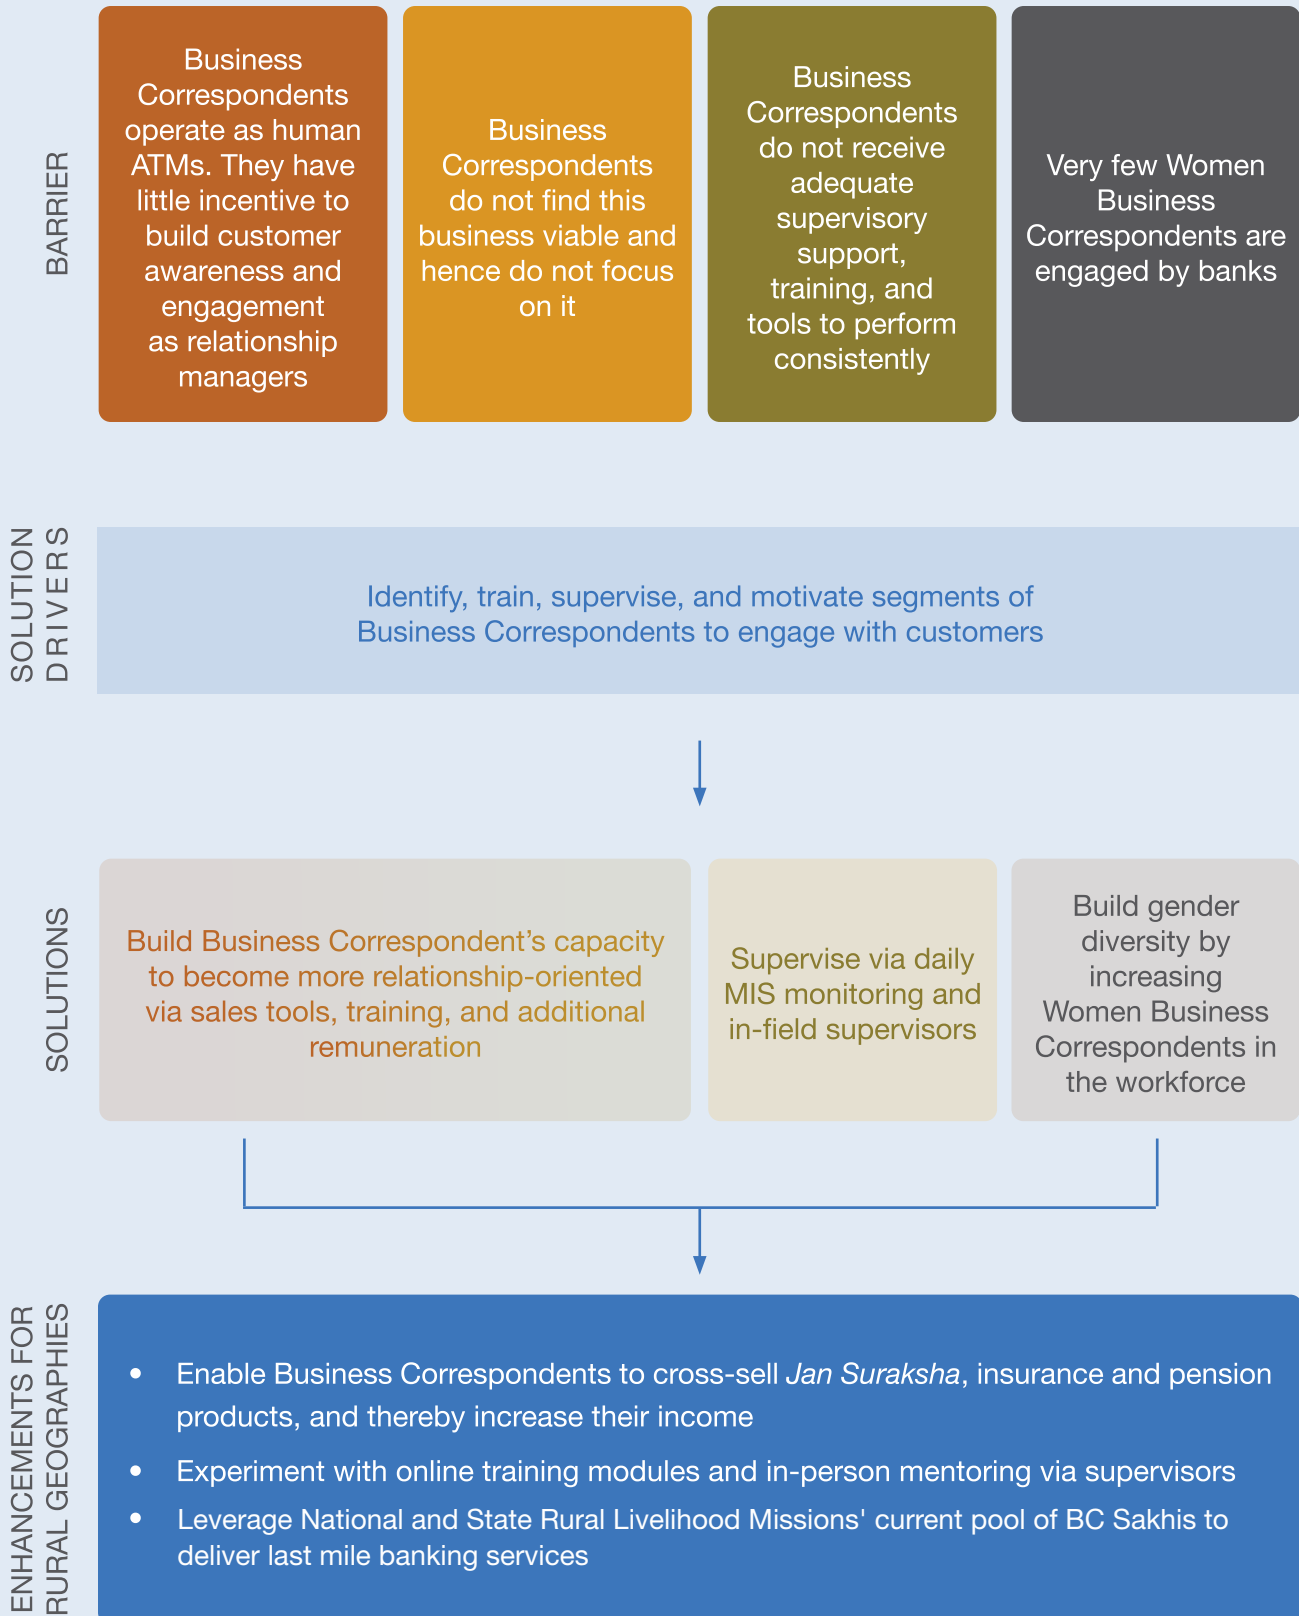 BARRIER
Business
Correspondents
operate as human
ATMs. They have
little incentive to
build customer
awareness and
engagement
as relationship
managers
Business
Correspondents
do not find this
business viable and
hence do not focus
on it
Business
Correspondents
do not receive
adequate
supervisory
support,
training, and
tools to perform
consistently
Very few Women
Business
Correspondents are
engaged by banks
SOLUTION
DRIVERS
Identify, train, supervise, and motivate segments of
Business Correspondents to engage with customers
SOLUTIONS
Build Business Correspondent’s capacity
to become more relationship-oriented
via sales tools, training, and additional
remuneration
Supervise via daily
MIS monitoring and
in-field supervisors
Build gender
diversity by
increasing
Women Business
Correspondents in
the workforce
ENHANCEMENTS FOR
RURAL GEOGRAPHIES
• Enable Business Correspondents to cross-sell Jan Suraksha, insurance and pension
products, and thereby increase their income
• Experiment with online training modules and in-person mentoring via supervisors
• Leverage National and State Rural Livelihood Missions' current pool of BC Sakhis to
deliver last mile banking services